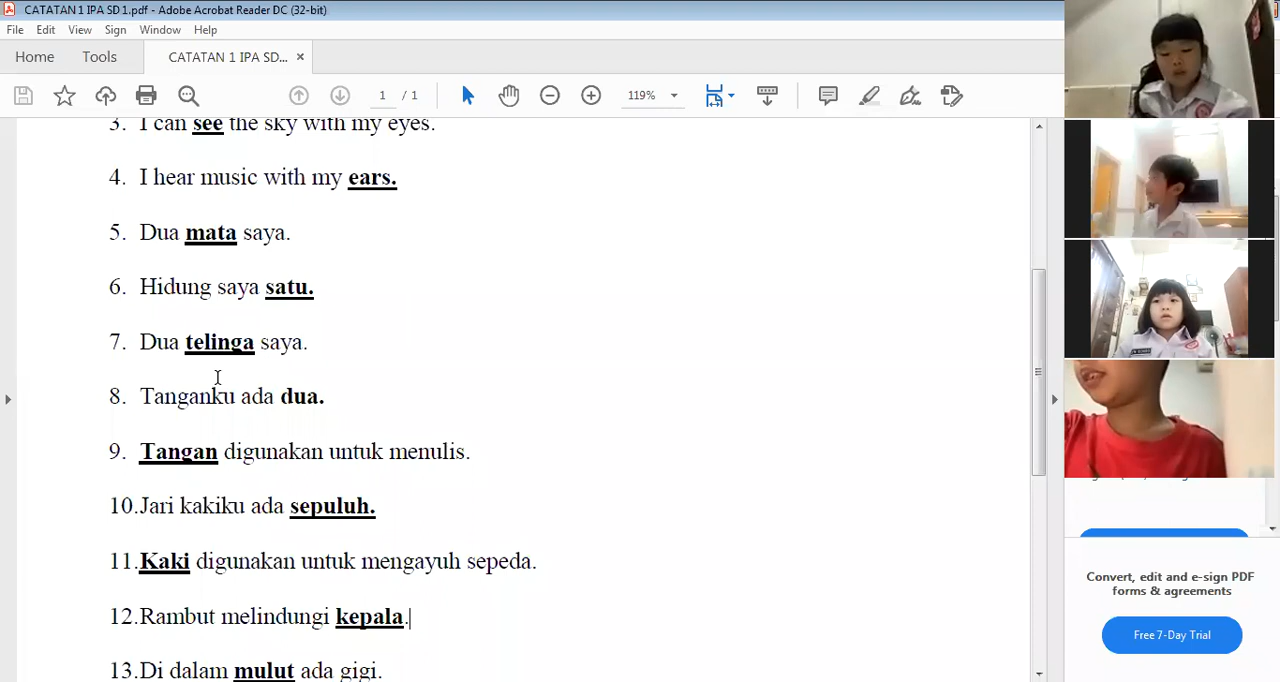 CATATAN 1 IPA SD 1.pdf - Adobe Acrobat Reader DC (32-bit)
File Edit View Sign Window Help
Home Tools CATATAN 1 IPA SD... ×
1 / 1 119%
3. I can see the sky with my eyes.
4. I hear music with my ears.
5. Dua mata saya.
6. Hidung saya satu.
7. Dua telinga saya.
8. Tanganku ada dua.
9. Tangan digunakan untuk menulis.
10.Jari kakiku ada sepuluh.
11.Kaki digunakan untuk mengayuh sepeda.
12.Rambut melindungi kepala.
13.Di dalam mulut ada gigi.
Convert, edit and e-sign PDF
forms & agreements
Free 7-Day Trial